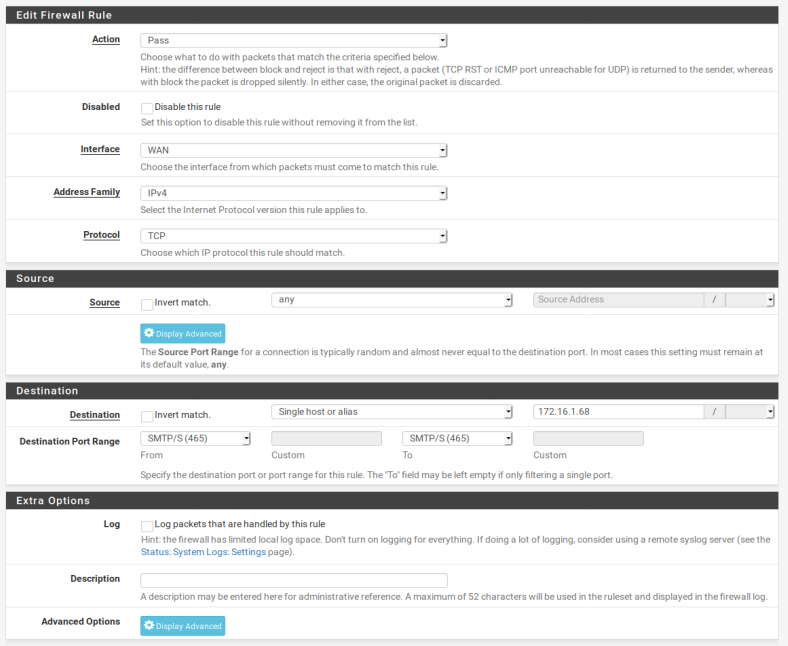 Edit Firewall Rule
Action
Pass
Choose what to do with packets that match the criteria specified below.
Hint: the difference between block and reject is that with reject, a packet (TCP RST or ICMP port unreachable for UDP) is returned to the sender, whereas
with block the packet is dropped silently. In either case, the original packet is discarded.
Disabled
Disable this rule
Set this option to disable this rule without removing it from the list.
Interface
WAN
Choose the interface from which packets must come to match this rule.
Address Family
IPv4
Select the Internet Protocol version this rule applies to.
Protocol
TCP
Choose which IP protocol this rule should match.
Source
Source Invert match. any Source Address /
Display Advanced
The Source Port Range for a connection is typically random and almost never equal to the destination port. In most cases this setting must remain at
its default value, any.
Destination
Destination Invert match. Single host or alias 172.16.1.68 /
Destination Port Range SMTP/S (465) SMTP/S (465)
From Custom To Custom
Specify the destination port or port range for this rule. The "To" field may be left empty if only filtering a single port.
Extra Options
Log
Log packets that are handled by this rule
Hint: the firewall has limited local log space. Don't turn on logging for everything. If doing a lot of logging, consider using a remote syslog server (see the
Status: System Logs: Settings page).
Description
A description may be entered here for administrative reference. A maximum of 52 characters will be used in the ruleset and displayed in the firewall log.
Advanced Options
Display Advanced